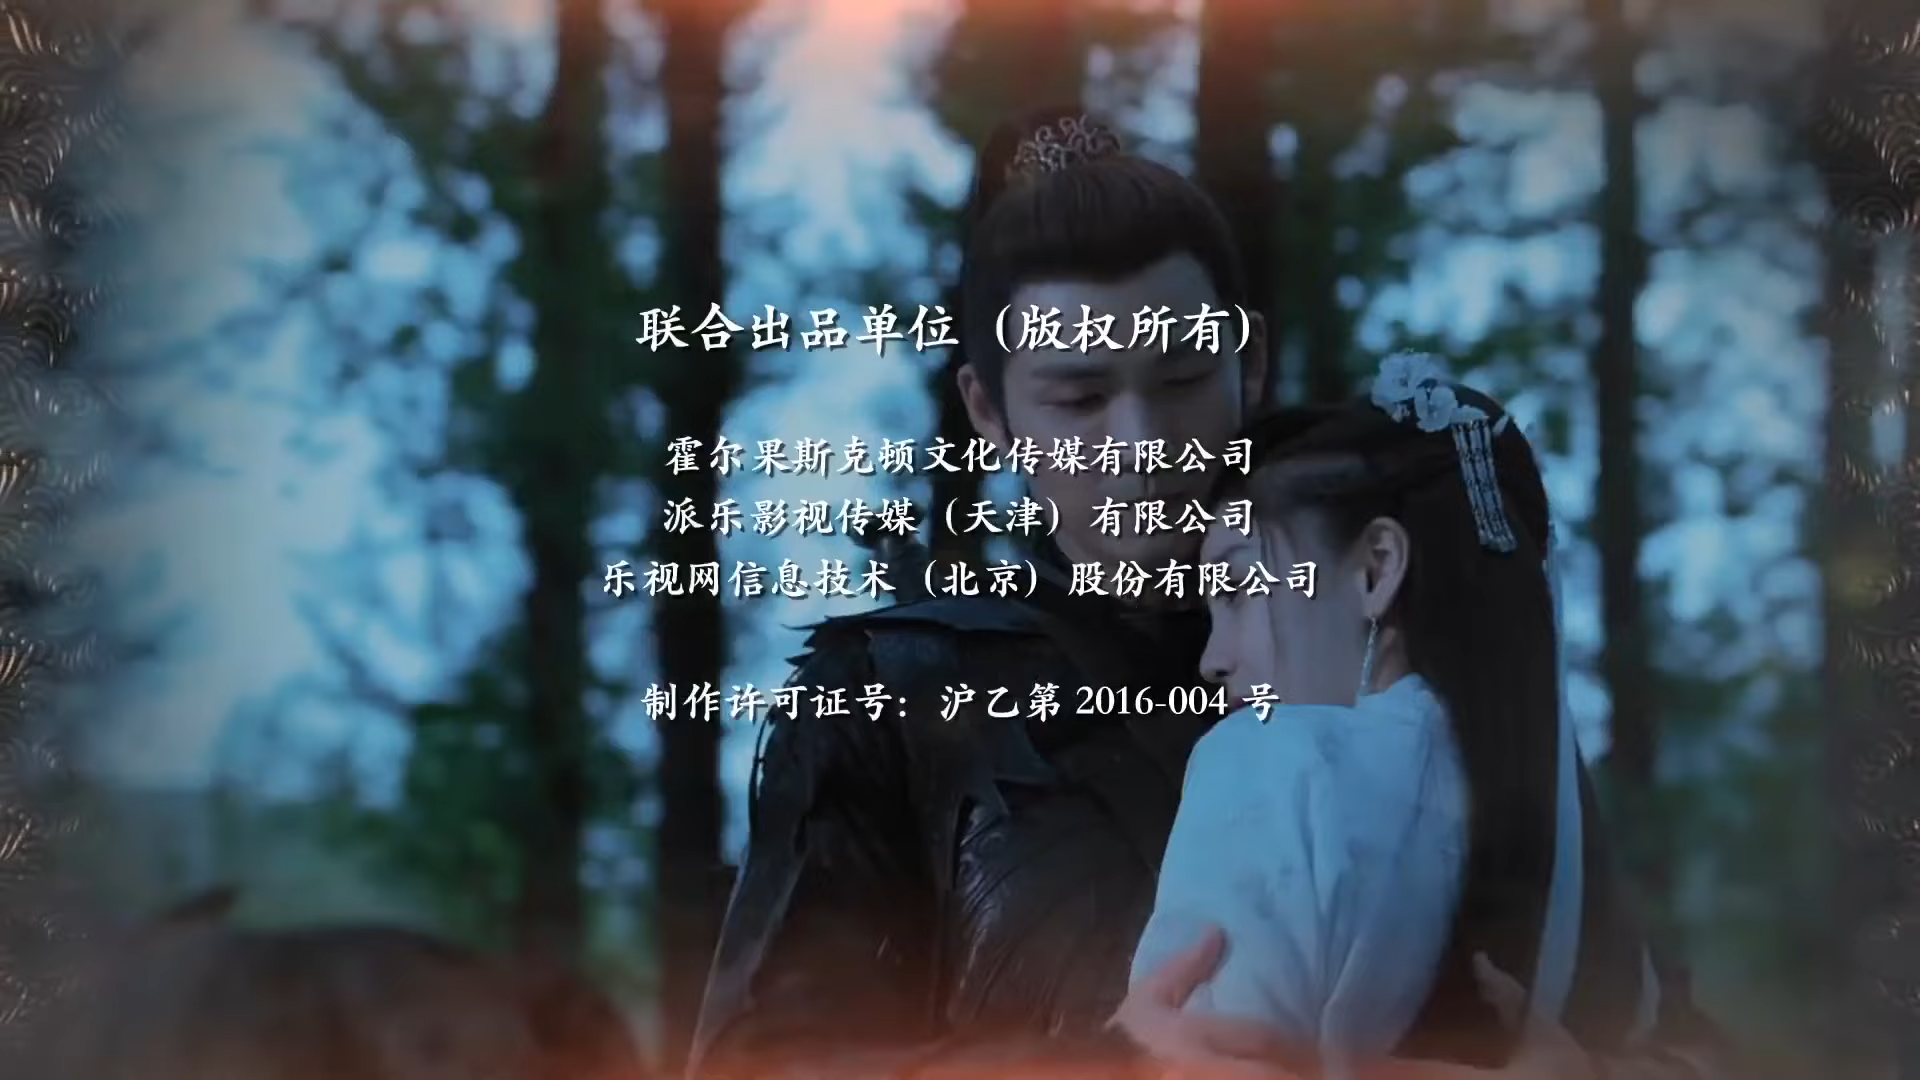 联合出品单位（版权所有）
霍尔果斯克顿文化传媒有限公司
派乐影视传媒（天津）有限公司
乐视网信息技术（北京）股份有限公司
制作许可证号：沪乙第 2016-004 号